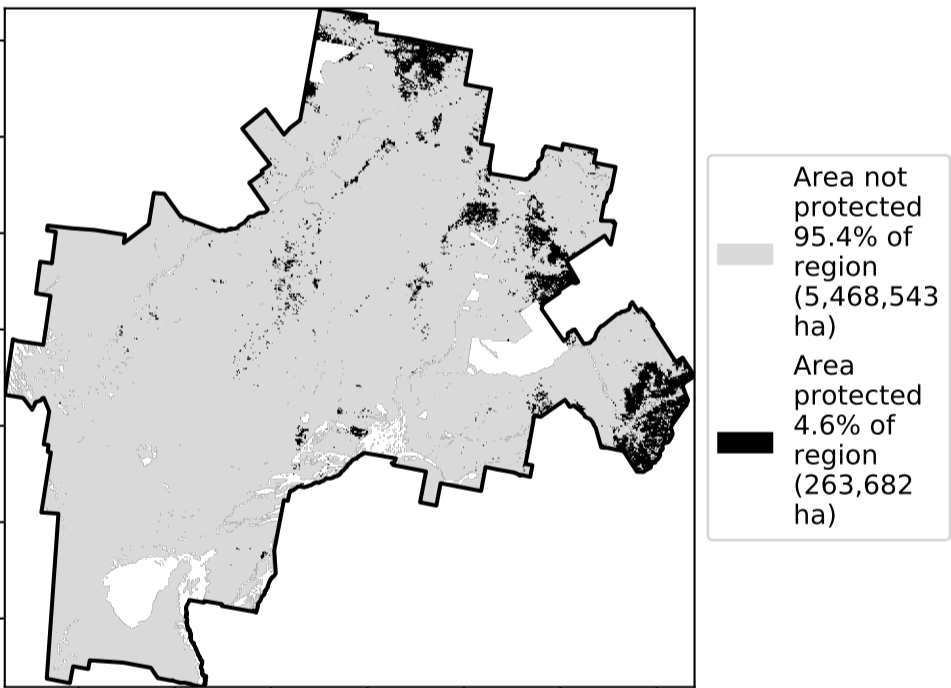 Area not
protected
95.4% of
region
(5,468,543
ha)
Area
protected
4.6% of
region
(263,682
ha)